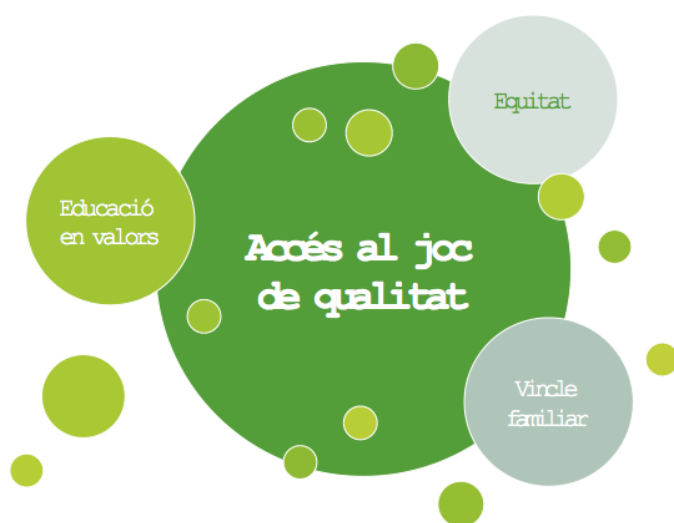 Equitat
Educació
en valors
Accés al joc
de qualitat
Vincle
familiar